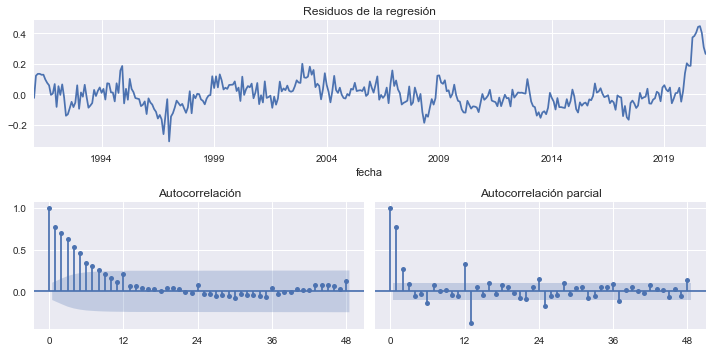 Residuos de la regresión
0.4
0.2
0.0
−0.2
1994 1999 2004 2009 2014 2019
fecha
Autocorrelación
1.0
0.5
0.0
0 12 24 36 48
Autocorrelación parcial
0 12 24 36 48